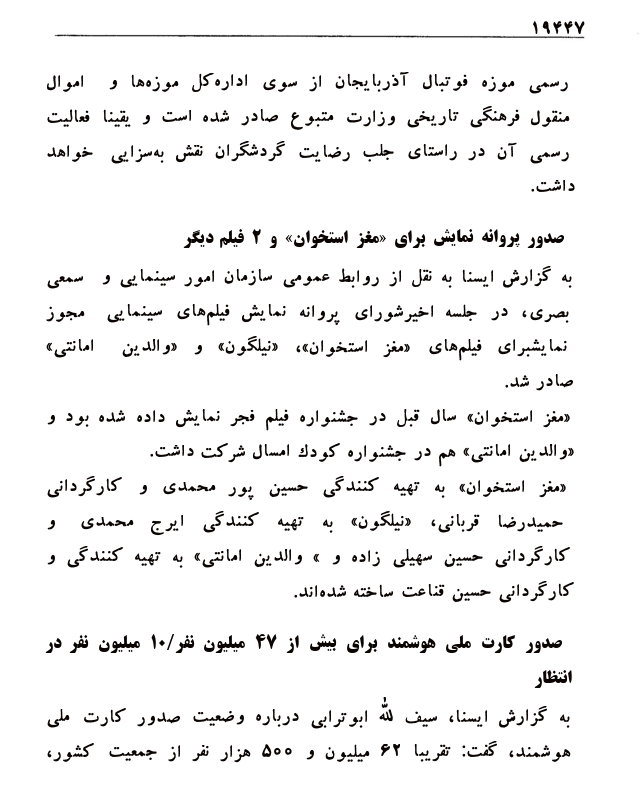 ۱۹۴۴۷
رسمی موزه فوتبال آذربایجان از سوی اداره‌کل موزه‌ها و اموال
منقول فرهنگی تاریخی وزارت متبوع صادر شده است و یقینا فعالیت
رسمی آن در راستای جلب رضایت گردشگران نقش به‌سزایی خواهد
داشت.
صدور پروانه نمایش برای «مغز استخوان» و ۲ فیلم دیگر
به گزارش ایسنا به نقل از روابط عمومی سازمان امور سینمایی و سمعی
بصری، در جلسه اخیرشورای پروانه نمایش فیلم‌های سینمایی مجوز
نمایشبرای فیلم‌های «مغز استخوان»، «نیلگون» و «والدین امانتی»
صادر شد.
«مغز استخوان» سال قبل در جشنواره فیلم فجر نمایش داده شده بود و
«والدین امانتی» هم در جشنواره کودك امسال شرکت داشت.
«مغز استخوان» به تهیه کنندگی حسین پور محمدی و کارگردانی
حمیدرضا قربانی، «نیلگون» به تهیه کنندگی ایرج محمدی و
کارگردانی حسین سهیلی زاده و » والدین امانتی» به تهیه کنندگی و
کارگردانی حسین قناعت ساخته شده‌اند.
صدور کارت ملی هوشمند برای بیش از ۴۷ میلیون نفر/۱۰ میلیون نفر در
انتظار
به گزارش ایسنا، سیف لله ابوترابی درباره وضعیت صدور کارت ملی
هوشمند، گفت: تقریبا ۶۲ میلیون و ۵۰۰ هزار نفر از جمعیت کشور،